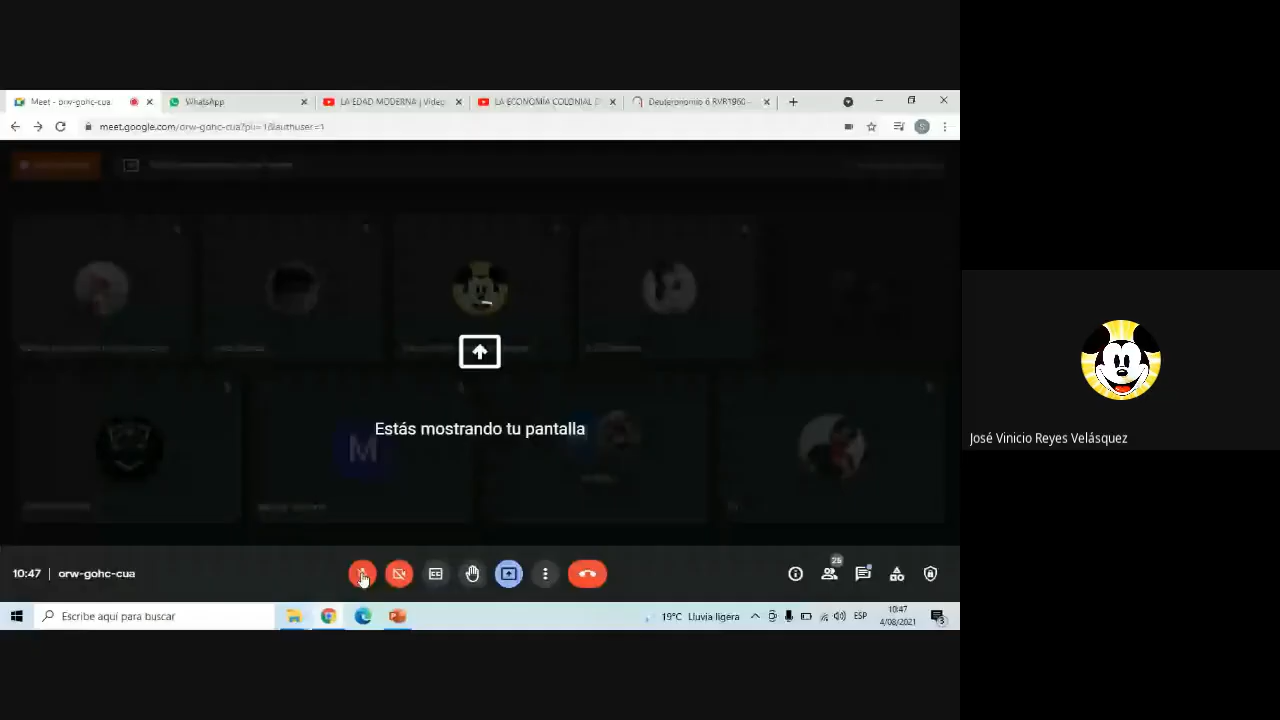 Meet - orw-gohc-cua
WhatsApp
LA EDAD MODERNA | Vídeo
LA ECONOMÍA COLONIAL D
Deuteronomio 6 RVR1960 -
meet.google.com/orw-gohc-cua?pli=1&authuser=1
Estás mostrando tu pantalla
M
José Vinicio Reyes Velásquez
10:47 | orw-gohc-cua
25
Escribe aquí para buscar
19°C Lluvia ligera
ESP
10:47
4/08/2021
3